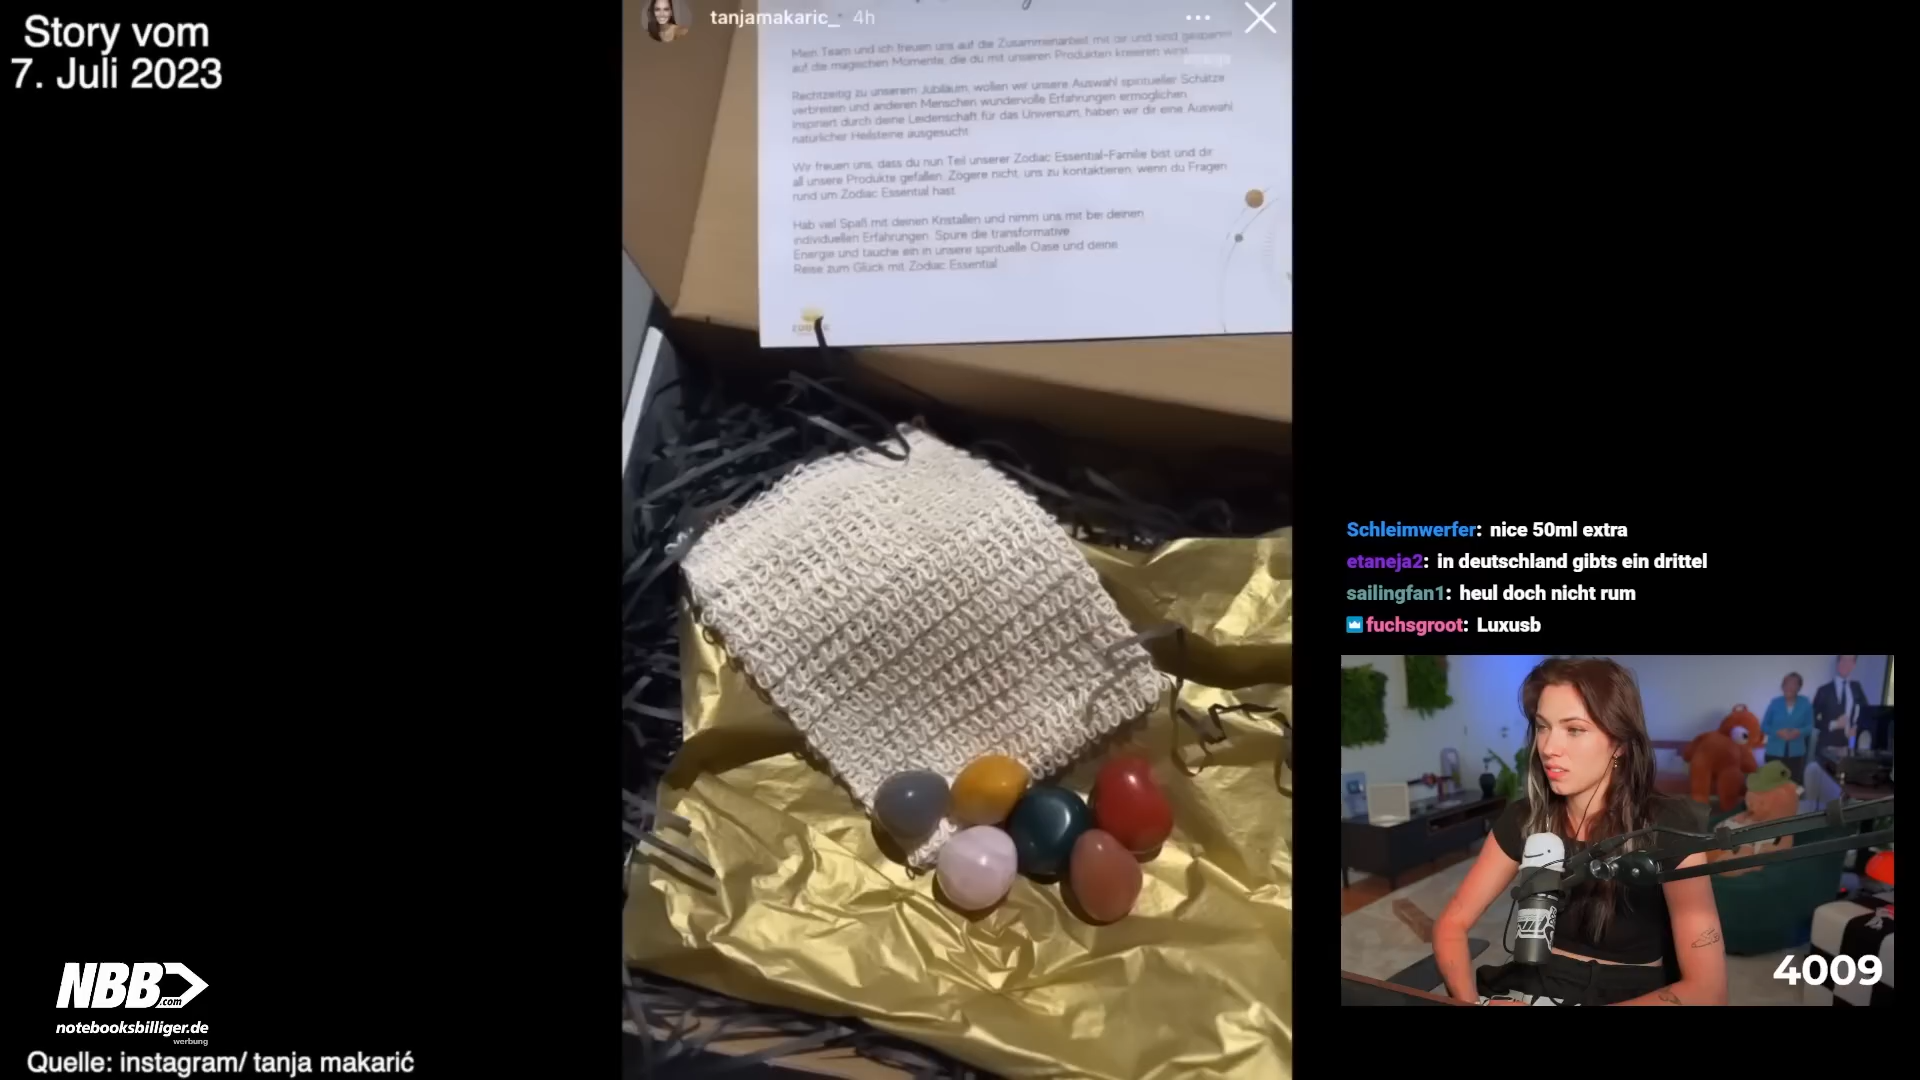 Story vom
7. Juli 2023
tanjamakaric_ 4h
Mein Team und ich freuen uns auf die Zusammenarbeit mit dir und sind gespannt
auf die magischen Momente, die du mit unseren Produkten kreieren wirst.
Rechtzeitig zu unserem Jubiläum, wollen wir unsere Auswahl spiritueller Schätze
verbreiten und anderen Menschen wundervolle Erfahrungen ermöglichen.
Inspiriert durch deine Leidenschaft für das Universum, haben wir dir eine Auswahl
natürlicher Heilsteine ausgesucht.
Wir freuen uns, dass du nun Teil unserer Zodiac Essential-Familie bist und dir
all unsere Produkte gefallen. Zögere nicht, uns zu kontaktieren, wenn du Fragen
rund um Zodiac Essential hast.
Hab viel Spaß mit deinen Kristallen und nimm uns mit bei deinen
individuellen Erfahrungen. Spüre die transformative
Energie und tauche ein in unsere spirituelle Oase und deine
Reise zum Glück mit Zodiac Essential.
Schleimwerfer: nice 50ml extra
etaneja2: in deutschland gibts ein drittel
sailingfan1: heul doch nicht rum
fuchsgroot: Luxusb
4009
NBB.com
notebooksbilliger.de
werbung
Quelle: instagram/ tanja makarić